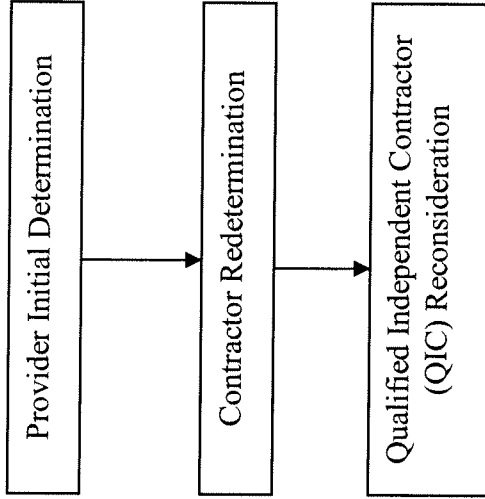 Provider Initial Determination
Contractor Redetermination
Qualified Independent Contractor
(QIC) Reconsideration